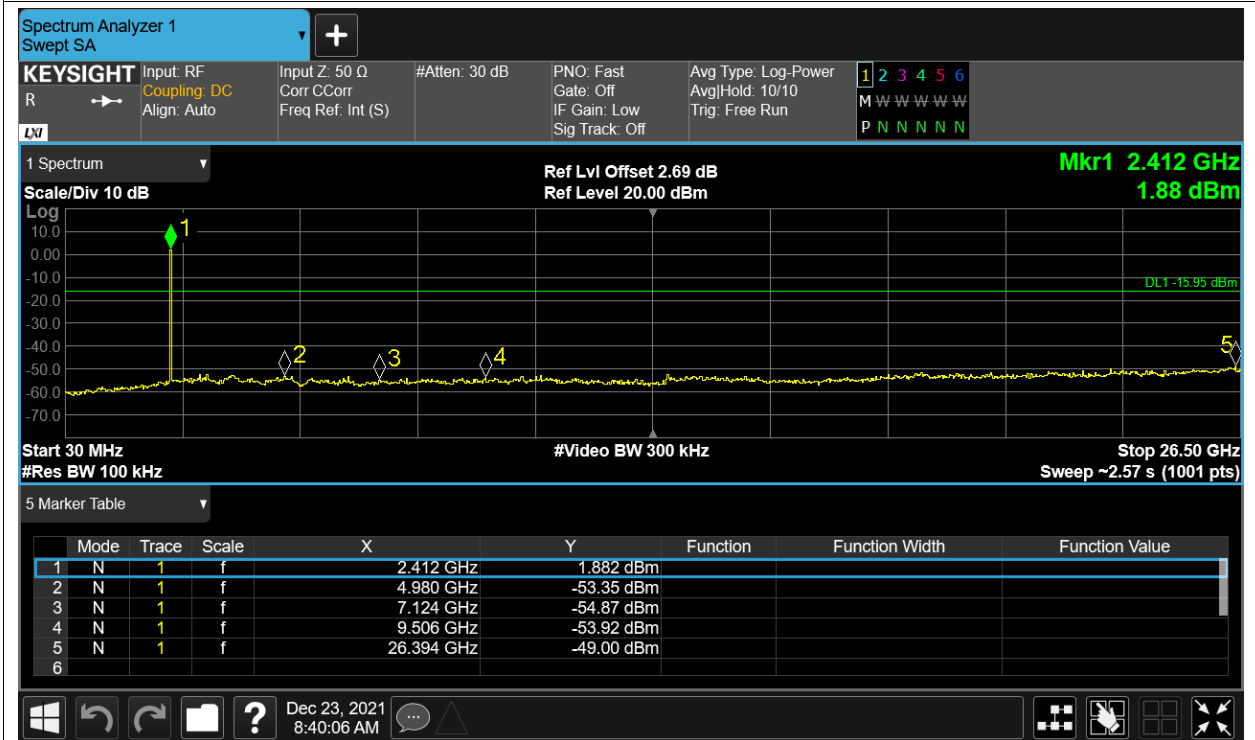 Spectrum Analyzer 1
Swept SA
+
KEYSIGHT Input: RF Input Z: 50 Ω #Atten: 30 dB PNO: Fast Avg Type: Log-Power 1 2 3 4 5 6
R Coupling: DC Corr CCorr Gate: Off Avg|Hold: 10/10 M W W W W W
Align: Auto Freq Ref: Int (S) IF Gain: Low Trig: Free Run
LXI Sig Track: Off P N N N N N
1 Spectrum Ref Lvl Offset 2.69 dB Mkr1 2.412 GHz
Scale/Div 10 dB Ref Level 20.00 dBm 1.88 dBm
Log
10.0 1
0.00
-10.0 DL1 -15.95 dBm
-20.0
-30.0
-40.0 2 3 4 5
-50.0
-60.0
-70.0
Start 30 MHz #Video BW 300 kHz Stop 26.50 GHz
#Res BW 100 kHz Sweep ~2.57 s (1001 pts)
5 Marker Table
Mode Trace Scale X Y Function Function Width Function Value
1 N 1 f 2.412 GHz 1.882 dBm
2 N 1 f 4.980 GHz -53.35 dBm
3 N 1 f 7.124 GHz -54.87 dBm
4 N 1 f 9.506 GHz -53.92 dBm
5 N 1 f 26.394 GHz -49.00 dBm
6
? Dec 23, 2021
8:40:06 AM